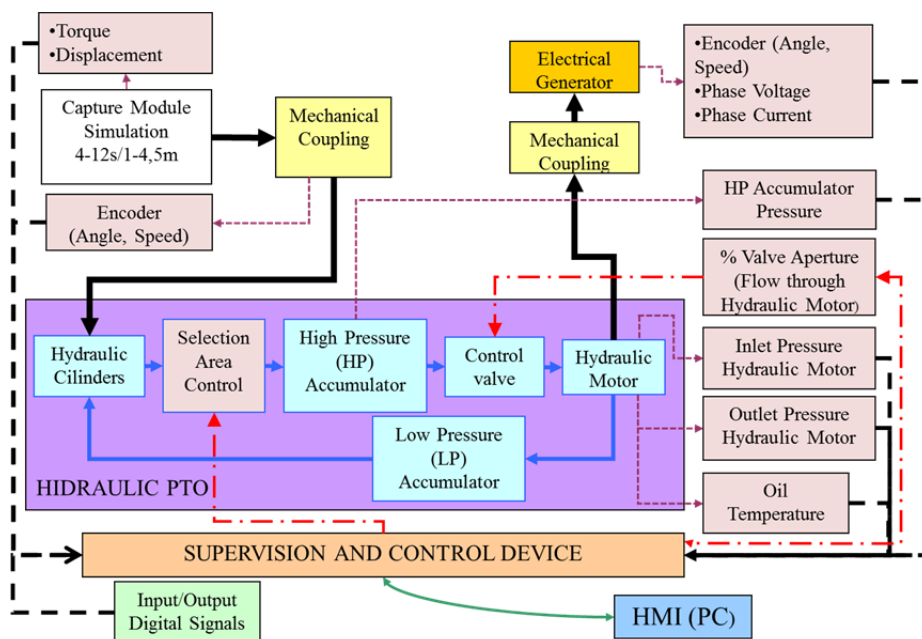 •Torque
•Displacement
Capture Module
Simulation
4-12s/1-4,5m
Mechanical
Coupling
Encoder
(Angle, Speed)
Electrical
Generator
•Encoder (Angle,
Speed)
•Phase Voltage
•Phase Current
Mechanical
Coupling
HP Accumulator
Pressure
% Valve Aperture
(Flow through
Hydraulic Motor)
Hydraulic
Cilinders
Selection
Area
Control
High Pressure
(HP)
Accumulator
Control
valve
Hydraulic
Motor
Inlet Pressure
Hydraulic Motor
Low Pressure
(LP)
Accumulator
Outlet Pressure
Hydraulic Motor
HIDRAULIC PTO
Oil
Temperature
SUPERVISION AND CONTROL DEVICE
Input/Output
Digital Signals
HMI (PC)